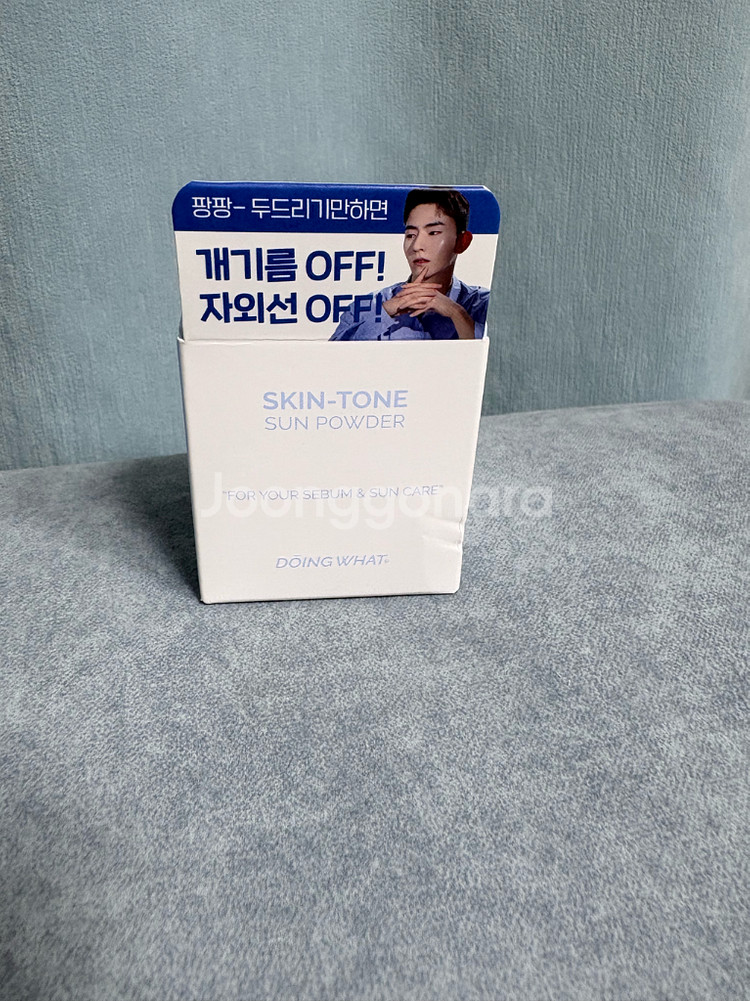 팡팡- 두드리기만하면
개기름 OFF!
자외선 OFF!
SKIN-TONE
SUN POWDER
"FOR YOUR SEBUM & SUN CARE"
Joonggonara
DŌING WHAT®